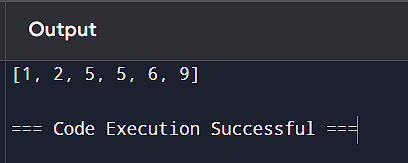 Output
[1, 2, 5, 5, 6, 9]
=== Code Execution Successful ===